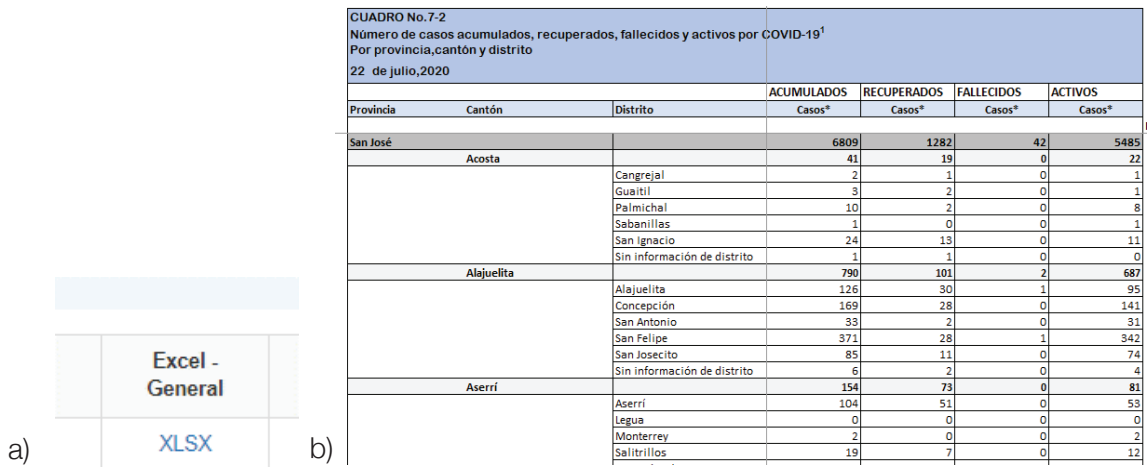 a)
Excel -
General
XLSX
b)
CUADRO No.7-2
Número de casos acumulados, recuperados, fallecidos y activos por COVID-19¹
Por provincia,cantón y distrito
22 de julio,2020
ACUMULADOS RECUPERADOS FALLECIDOS ACTIVOS
Provincia Cantón Distrito Casos* Casos* Casos* Casos*
San José 6809 1282 42 5485
Acosta 41 19 0 22
Cangrejal 2 1 0 1
Guaitil 3 2 0 1
Palmichal 10 2 0 8
Sabanillas 1 0 0 1
San Ignacio 24 13 0 11
Sin información de distrito 1 1 0 0
Alajuelita 790 101 2 687
Alajuelita 126 30 1 95
Concepción 169 28 0 141
San Antonio 33 2 0 31
San Felipe 371 28 1 342
San Josecito 85 11 0 74
Sin información de distrito 6 2 0 4
Aserrí 154 73 0 81
Aserrí 104 51 0 53
Legua 0 0 0 0
Monterrey 2 0 0 2
Salitrillos 19 7 0 12